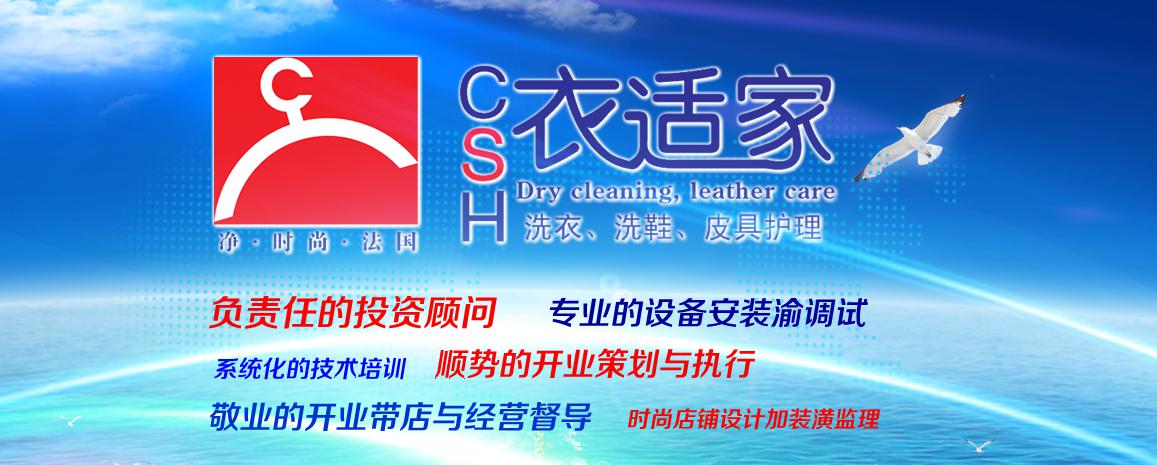 CSH
衣适家
Dry cleaning, leather care
洗衣、洗鞋、皮具护理
净·时尚·法国
负责任的投资顾问 专业的设备安装渝调试
系统化的技术培训 顺势的开业策划与执行
敬业的开业带店与经营督导 时尚店铺设计加装潢监理